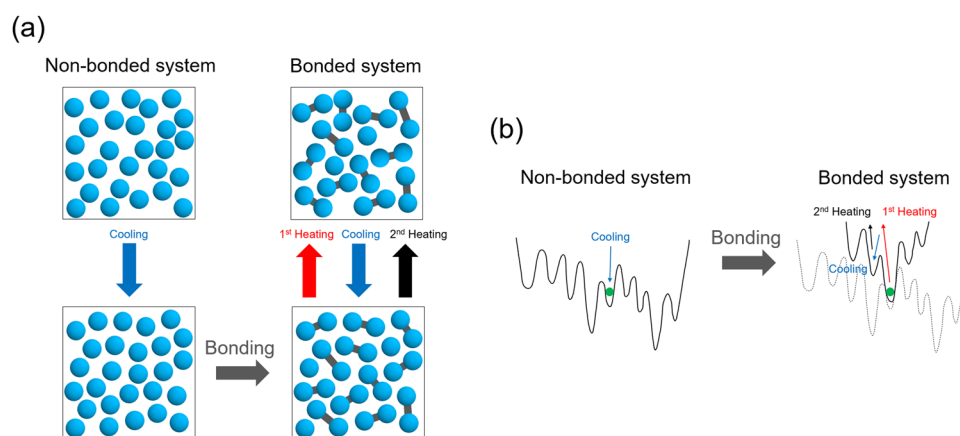 (a)
Non-bonded system
Bonded system
Cooling
1st Heating
Cooling
2nd Heating
Bonding
(b)
Non-bonded system
Bonded system
Cooling
Bonding
2nd Heating
1st Heating
Cooling